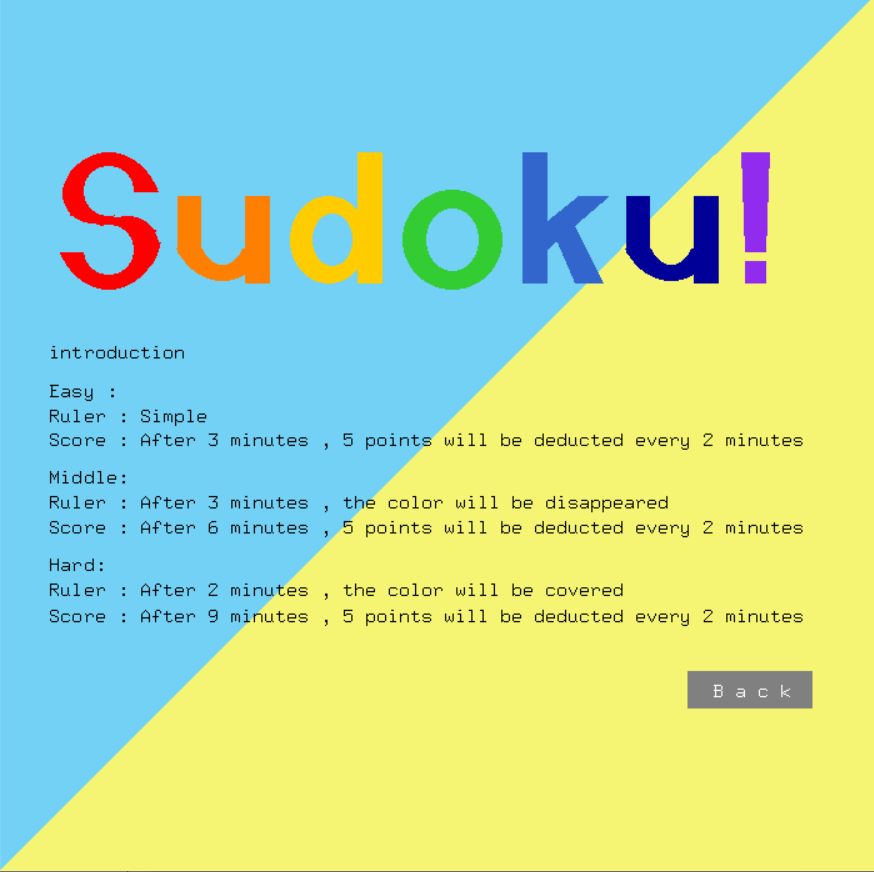 Sudoku!
introduction
Easy :
Ruler : Simple
Score : After 3 minutes , 5 points will be deducted every 2 minutes
Middle:
Ruler : After 3 minutes , the color will be disappeared
Score : After 6 minutes , 5 points will be deducted every 2 minutes
Hard:
Ruler : After 2 minutes , the color will be covered
Score : After 9 minutes , 5 points will be deducted every 2 minutes
Back